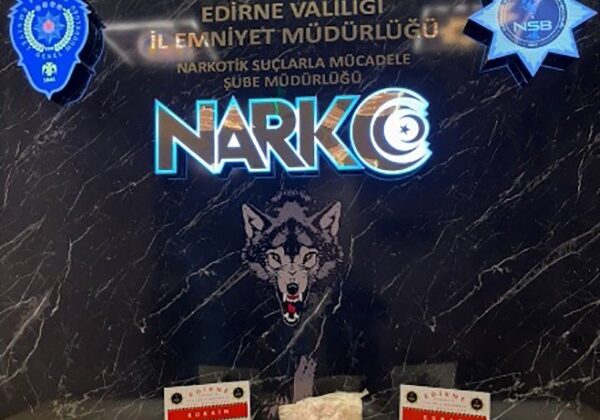 EDİRNE VALİLİĞİ
İL EMNİYET MÜDÜRLÜĞÜ
NARKOTİK SUÇLARLA MÜCADELE
ŞUBE MÜDÜRLÜĞÜ
NSB
NARKO
1845
EDİRNE
KOKAİN
EDİRNE